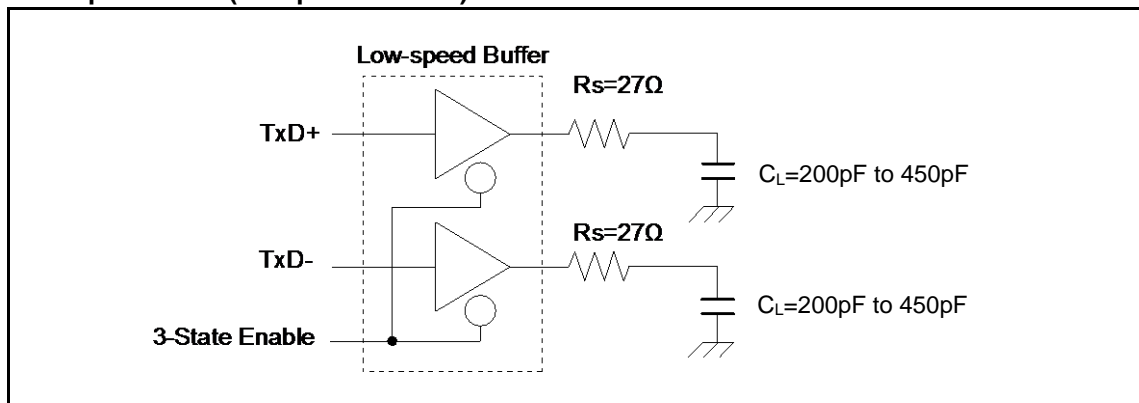 Low-speed Buffer
Rs=27Ω
TxD+
CL=200pF to 450pF
Rs=27Ω
TxD-
CL=200pF to 450pF
3-State Enable